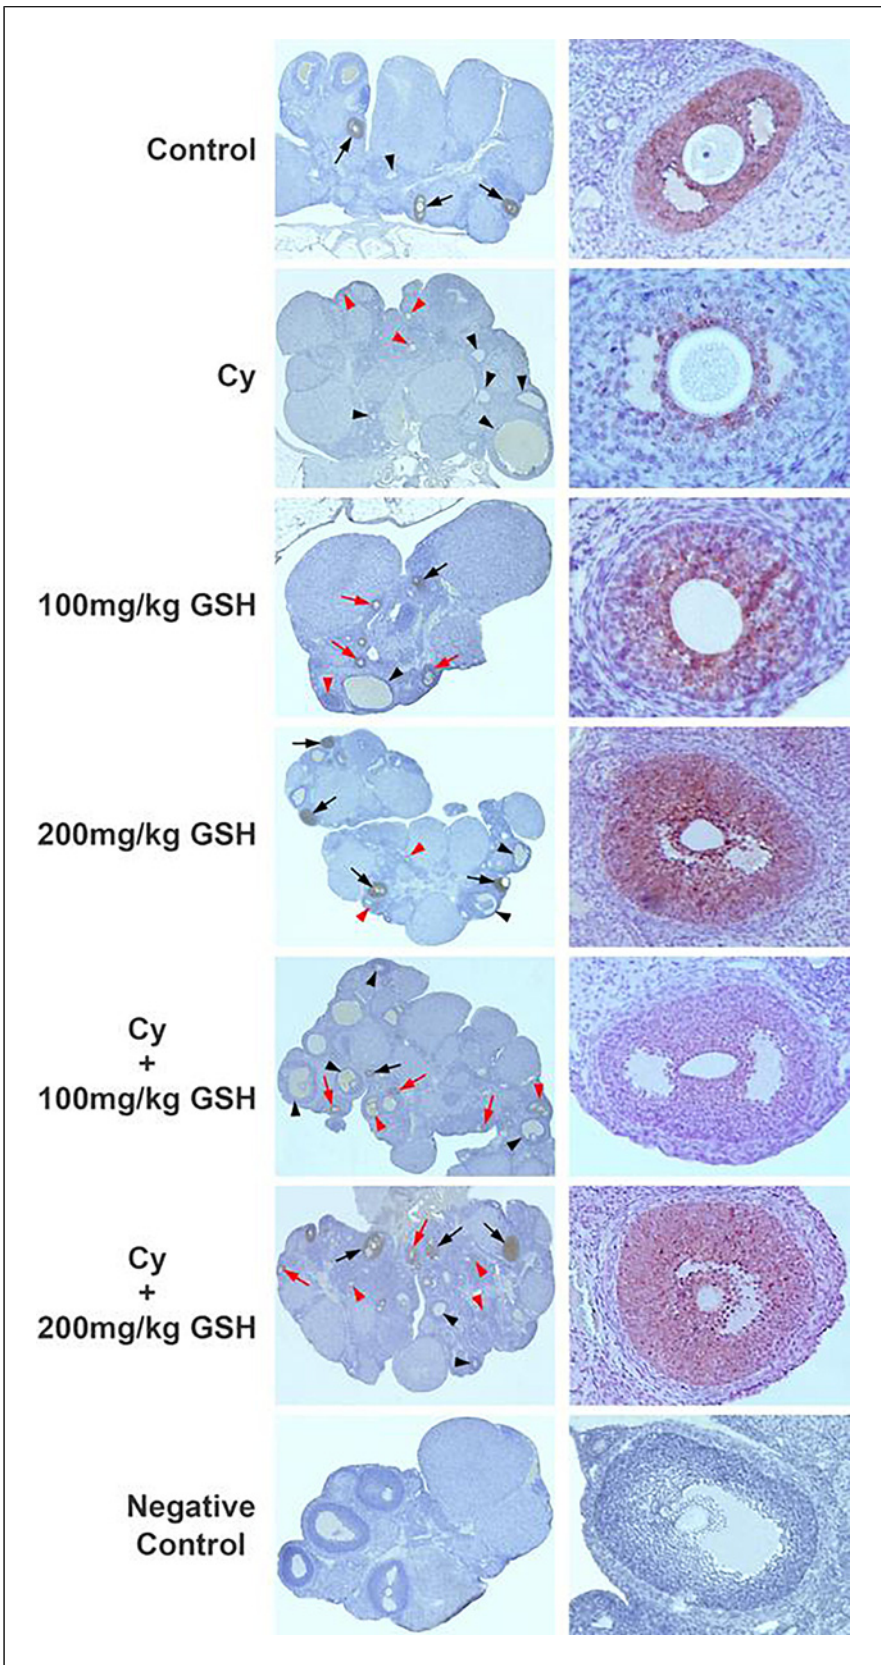 Control
Cy
100mg/kg GSH
200mg/kg GSH
Cy
+
100mg/kg GSH
Cy
+
200mg/kg GSH
Negative
Control